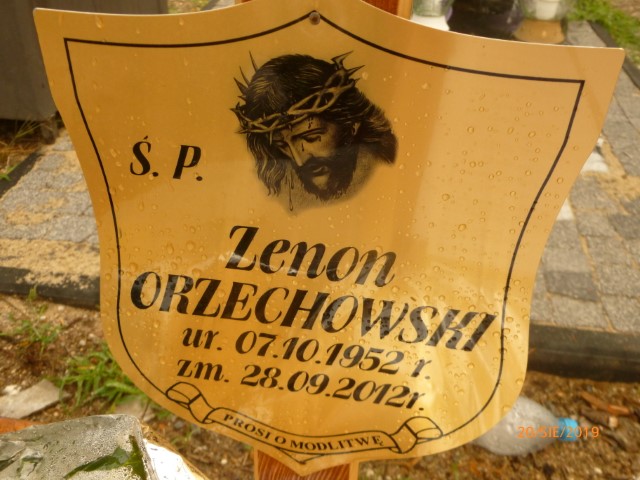 Ś. P.
Zenon
ORZECHOWSKI
ur. 07.10.1952 r.
zm. 28.09.2012r.
PROSI O MODLITWĘ